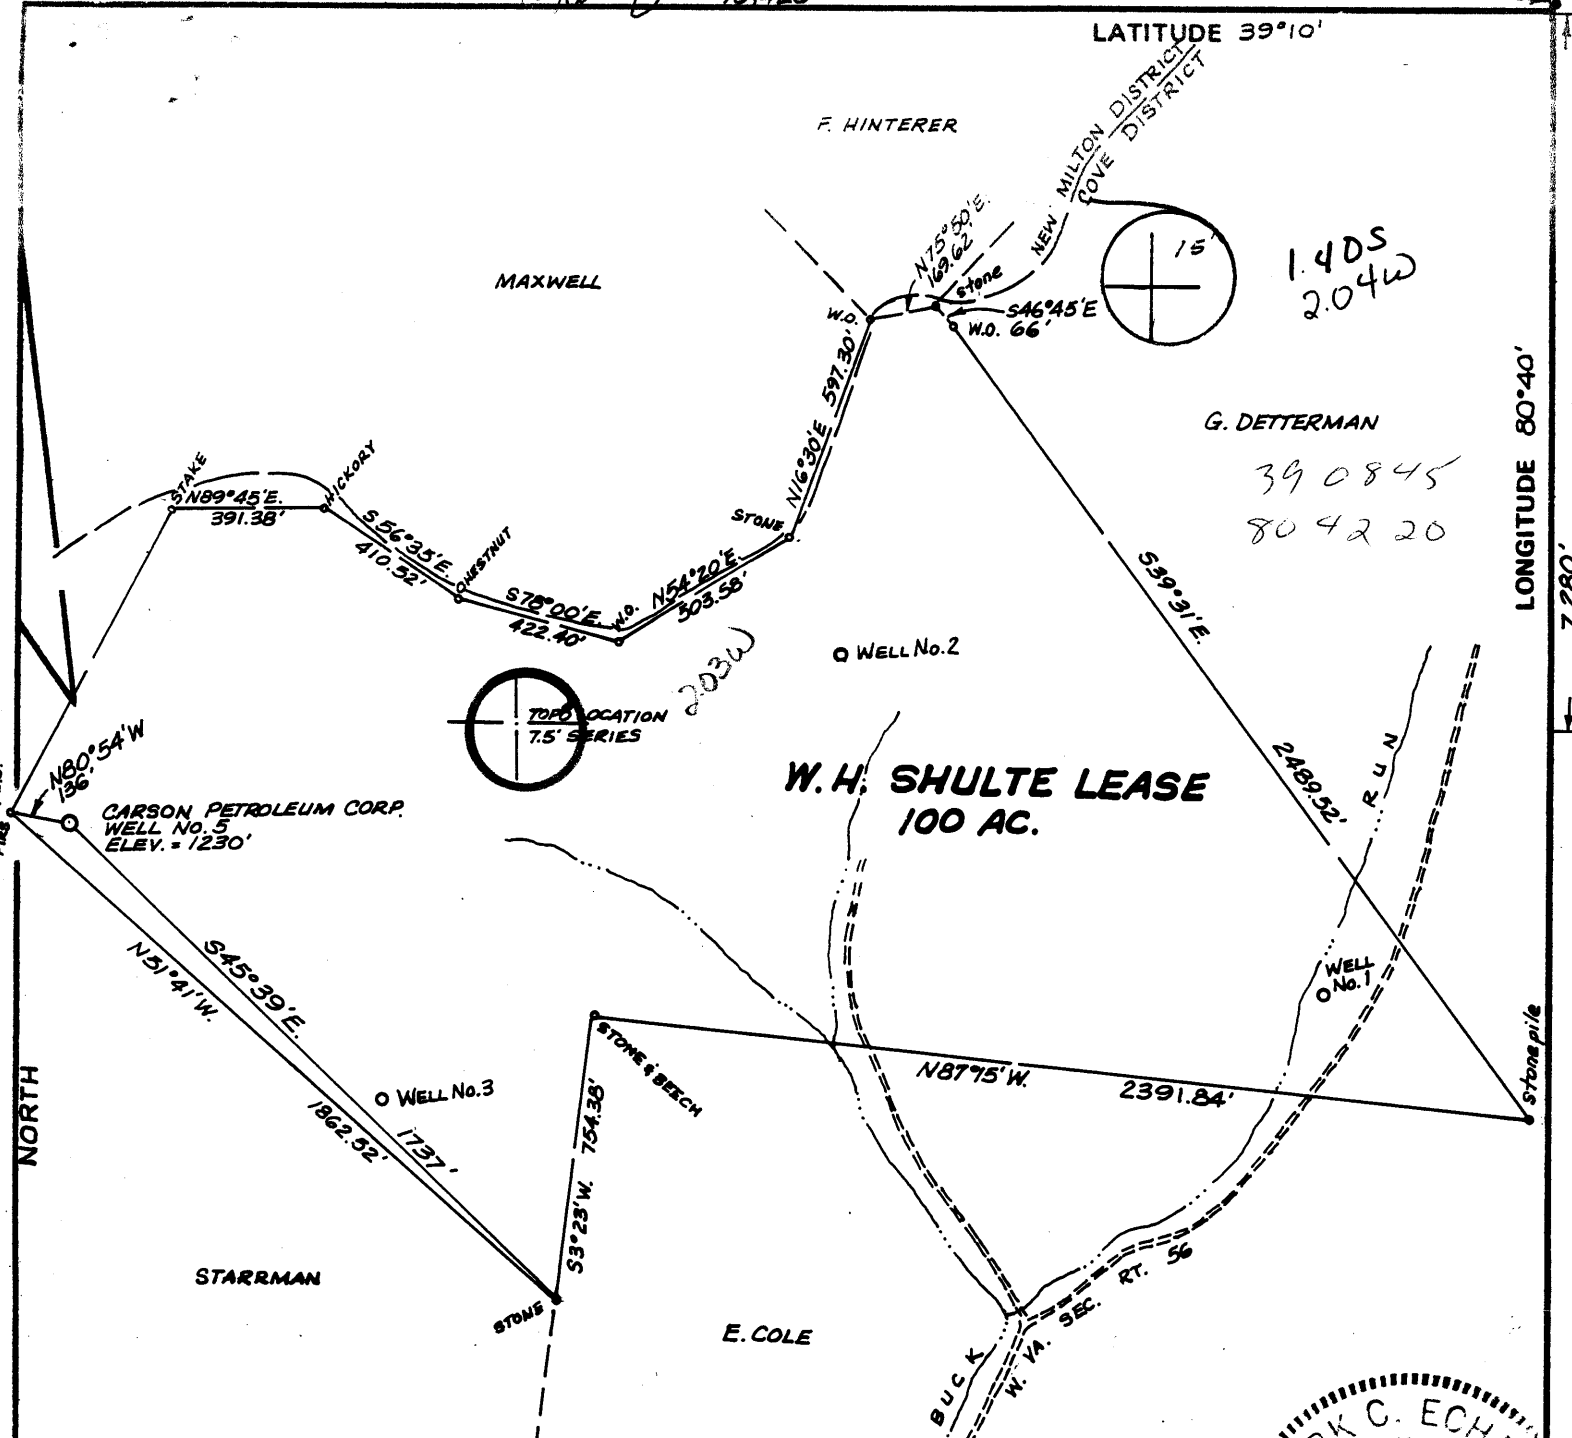 LATITUDE 39°10'
F. HINTERER
NEW MILTON DISTRICT
COVE DISTRICT
MAXWELL
N75°50'E.
169.62'
stone
W.O.
S46°45'E
W.O. 66'
15'
1.40S
2.04W
G. DETTERMAN
39 08 45
80 42 20
LONGITUDE 80°40'
7,280'
STAKE
N89°45'E.
391.38'
HICKORY
S56°35'E.
410.52'
CHESTNUT
S78°00'E.
422.40'
W.O.
N54°20'E.
503.58'
STONE
N16°30'E 597.30'
S39°31'E.
2489.52'
WELL No.2
2.03W
TOPO LOCATION
7.5' SERIES
W.H. SHULTE LEASE
100 AC.
N80°54'W
136'
CARSON PETROLEUM CORP.
WELL No.5
ELEV. = 1230'
RUN
WELL
No.1
stonepile
S45°39'E.
1737'
N51°41'W.
1862.52'
WELL No.3
STONE & BEECH
N87°15'W.
2391.84'
S3°23'W. 754.38'
NORTH
STARRMAN
STONE
E. COLE
BUCK
W. VA. SEC. RT. 56
C. ECH